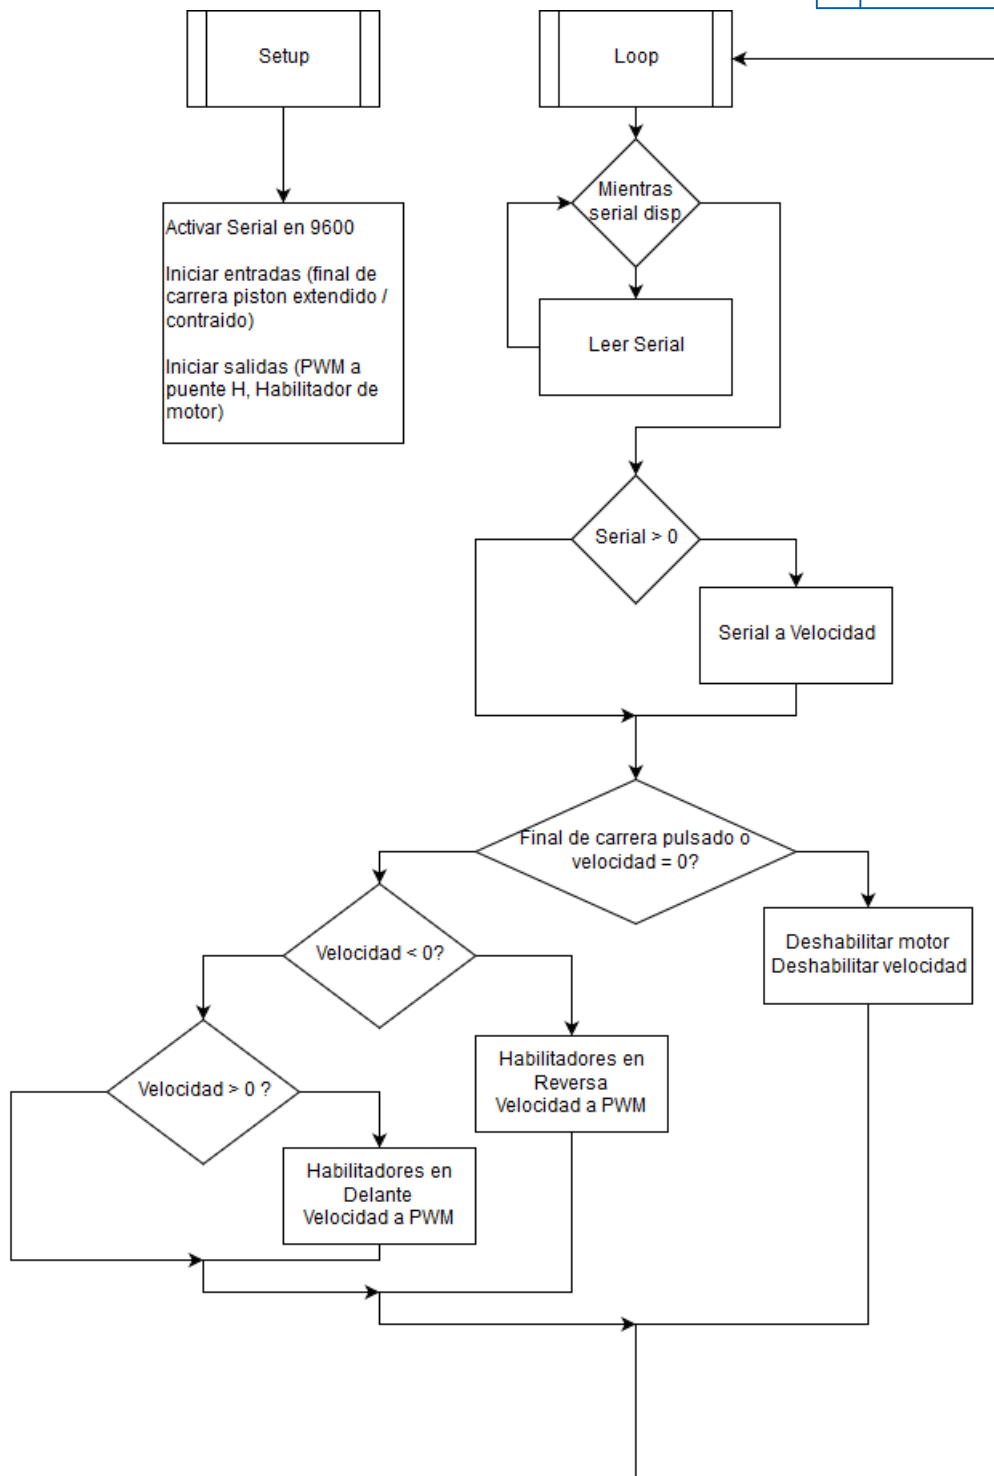 Setup
Loop
Activar Serial en 9600
Iniciar entradas (final de
carrera piston extendido /
contraido)
Iniciar salidas (PWM a
puente H, Habilitador de
motor)
Mientras
serial disp
Leer Serial
Serial > 0
Serial a Velocidad
Final de carrera pulsado o
velocidad = 0?
Deshabilitar motor
Deshabilitar velocidad
Velocidad < 0?
Habilitadores en
Reversa
Velocidad a PWM
Velocidad > 0 ?
Habilitadores en
Delante
Velocidad a PWM